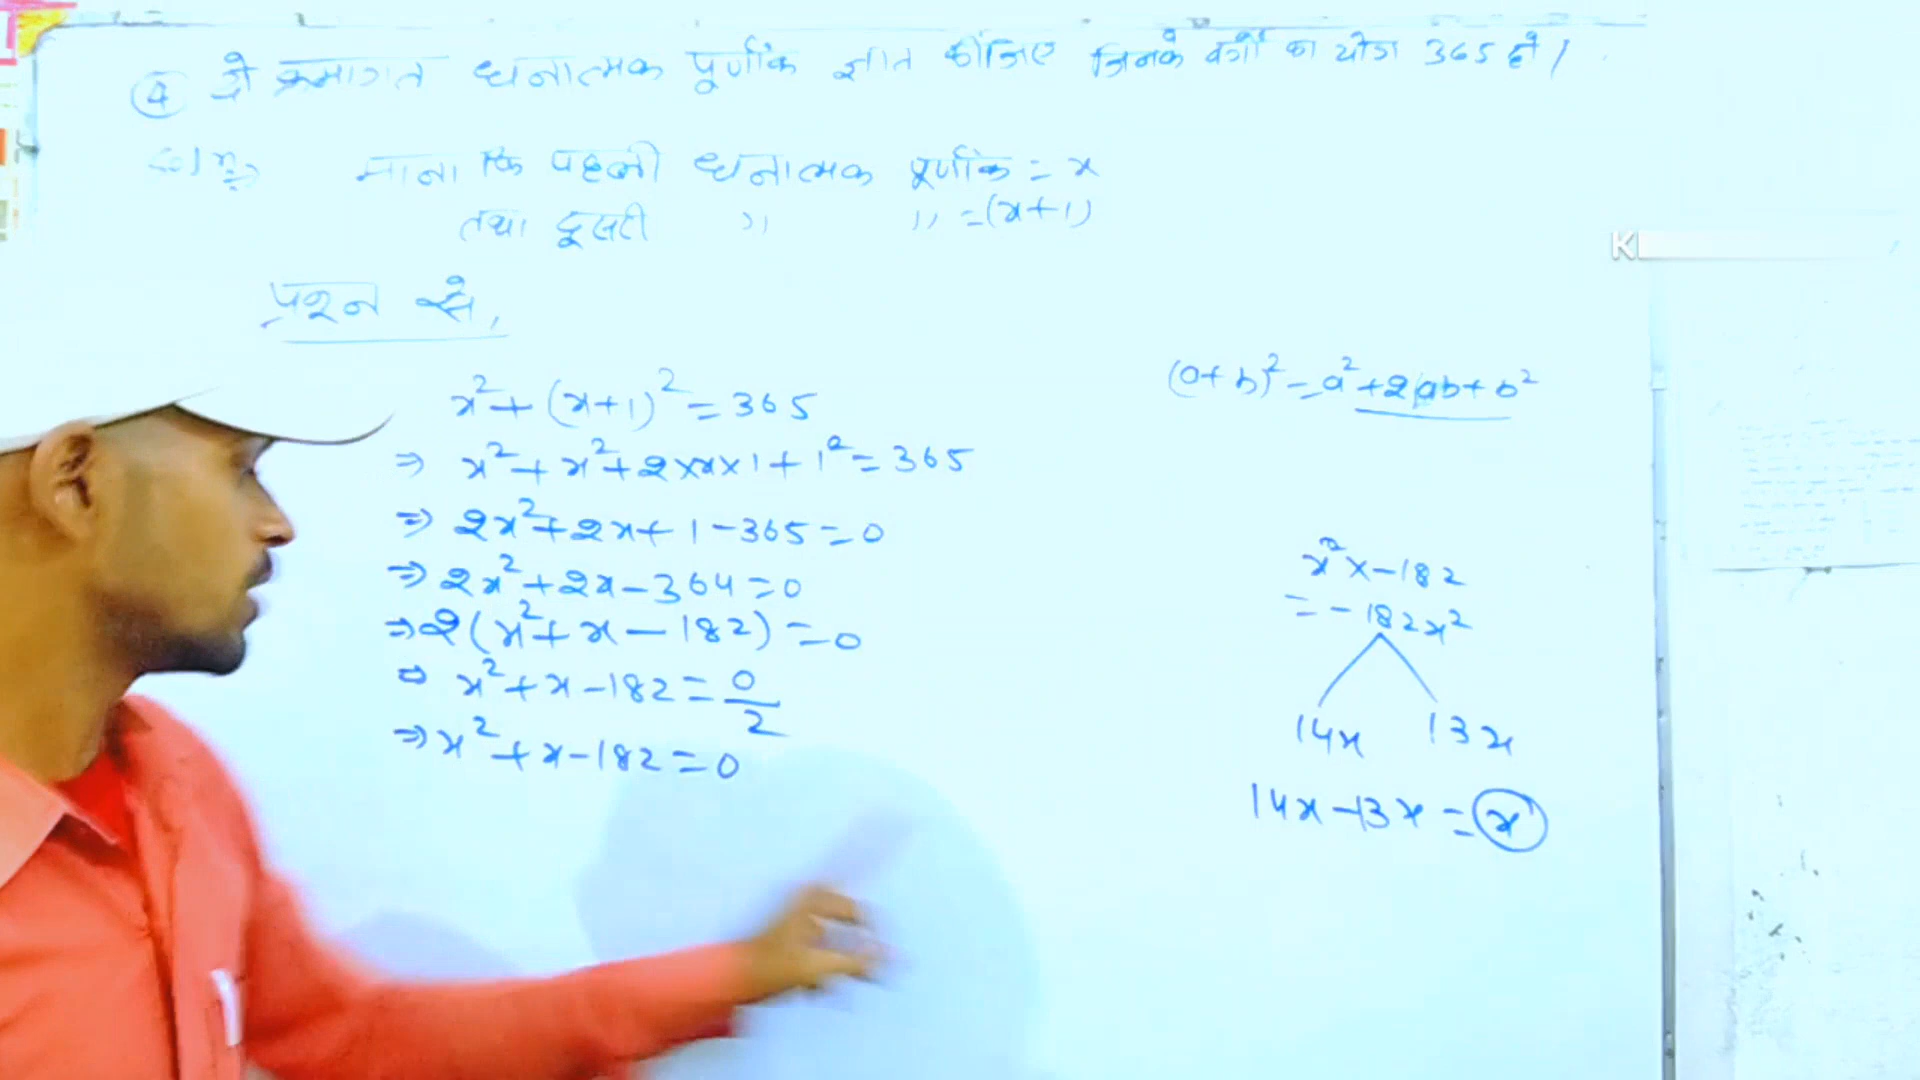 ④ दो क्रमागत धनात्मक पूर्णांक ज्ञात कीजिए जिनके वर्गों का योग 365 हो।
Soln ⇒ माना कि पहली धनात्मक पूर्णांक = x
तथा दूसरी " " = (x+1)
प्रश्न से,
x² + (x+1)² = 365
⇒ x² + x² + 2×x×1 + 1² = 365
⇒ 2x² + 2x + 1 - 365 = 0
⇒ 2x² + 2x - 364 = 0
⇒ 2(x² + x - 182) = 0
⇒ x² + x - 182 = 0/2
⇒ x² + x - 182 = 0
(a+b)² = a² + 2ab + b²
x² × -182
= -182x²
14x 13x
14x - 13x = x